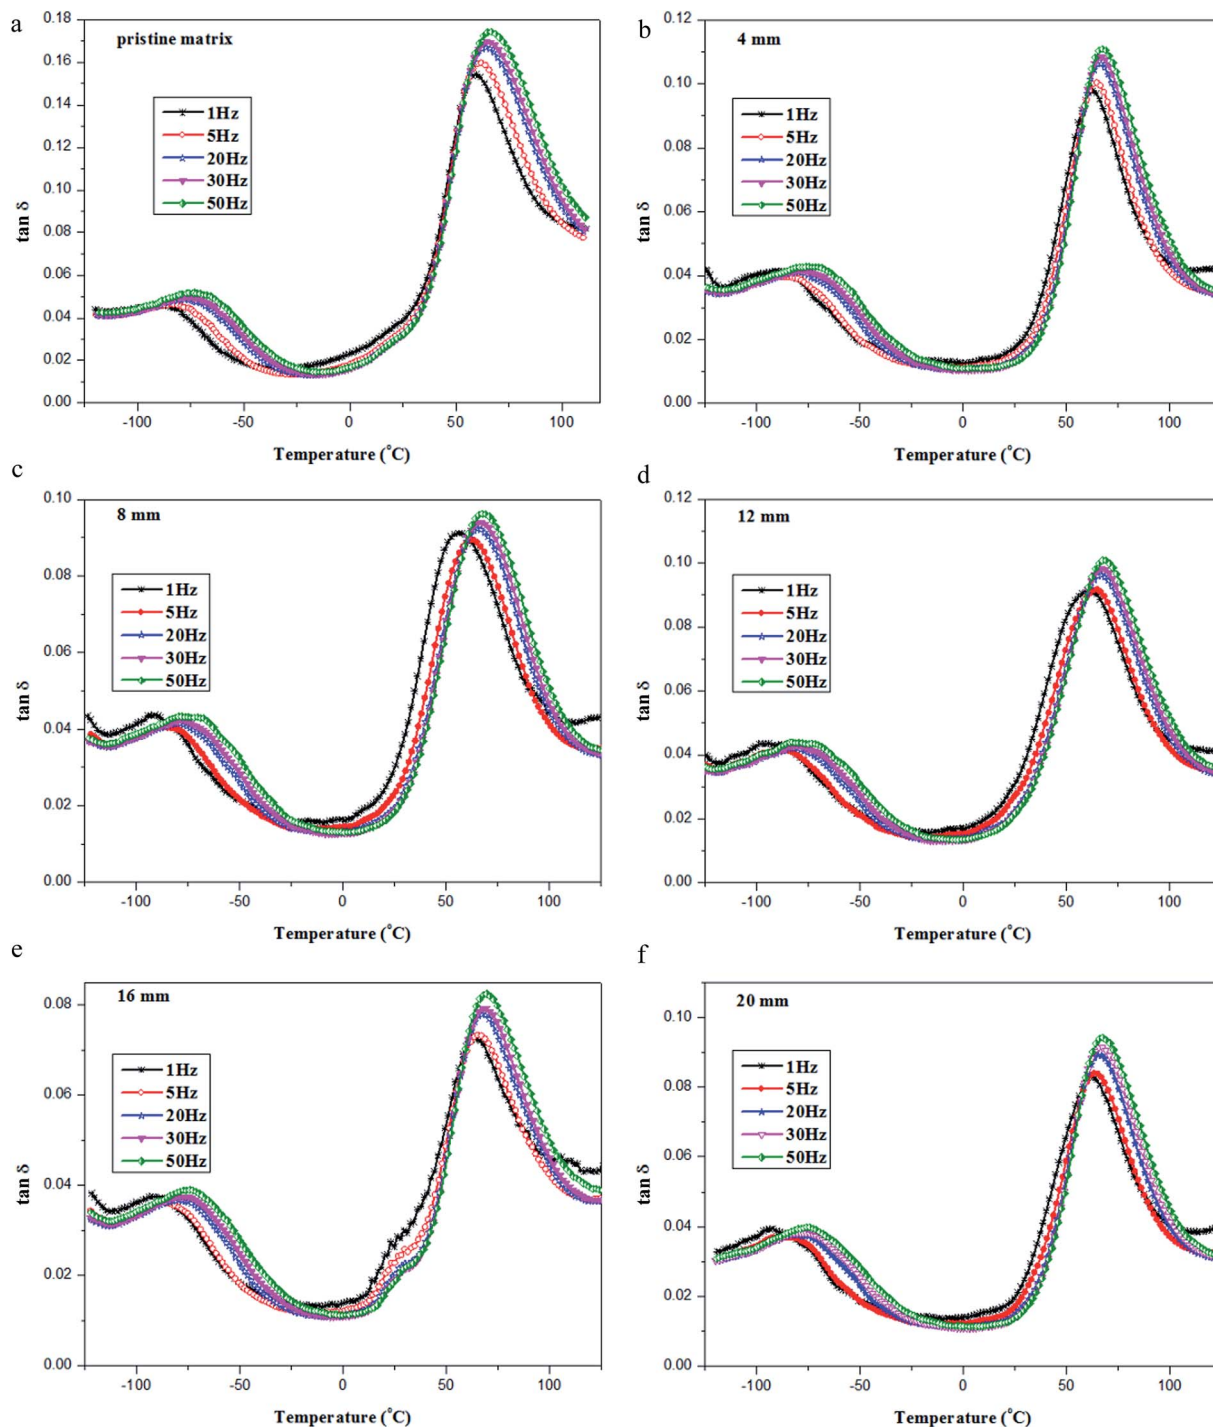 a
pristine matrix
1Hz
5Hz
20Hz
30Hz
50Hz
0.18
0.16
0.14
0.12
0.10
0.08
0.06
0.04
0.02
0.00
tan δ
-100 -50 0 50 100
Temperature (°C)
b
4 mm
1Hz
5Hz
20Hz
30Hz
50Hz
0.12
0.10
0.08
0.06
0.04
0.02
0.00
tan δ
-100 -50 0 50 100
Temperature (°C)
c
8 mm
1Hz
5Hz
20Hz
30Hz
50Hz
0.10
0.08
0.06
0.04
0.02
0.00
tan δ
-100 -50 0 50 100
Temperature (°C)
d
12 mm
1Hz
5Hz
20Hz
30Hz
50Hz
0.12
0.10
0.08
0.06
0.04
0.02
0.00
tan δ
-100 -50 0 50 100
Temperature (°C)
e
16 mm
1Hz
5Hz
20Hz
30Hz
50Hz
0.08
0.06
0.04
0.02
0.00
tan δ
-100 -50 0 50 100
Temperature (°C)
f
20 mm
1Hz
5Hz
20Hz
30Hz
50Hz
0.10
0.08
0.06
0.04
0.02
0.00
tan δ
-100 -50 0 50 100
Temperature (°C)